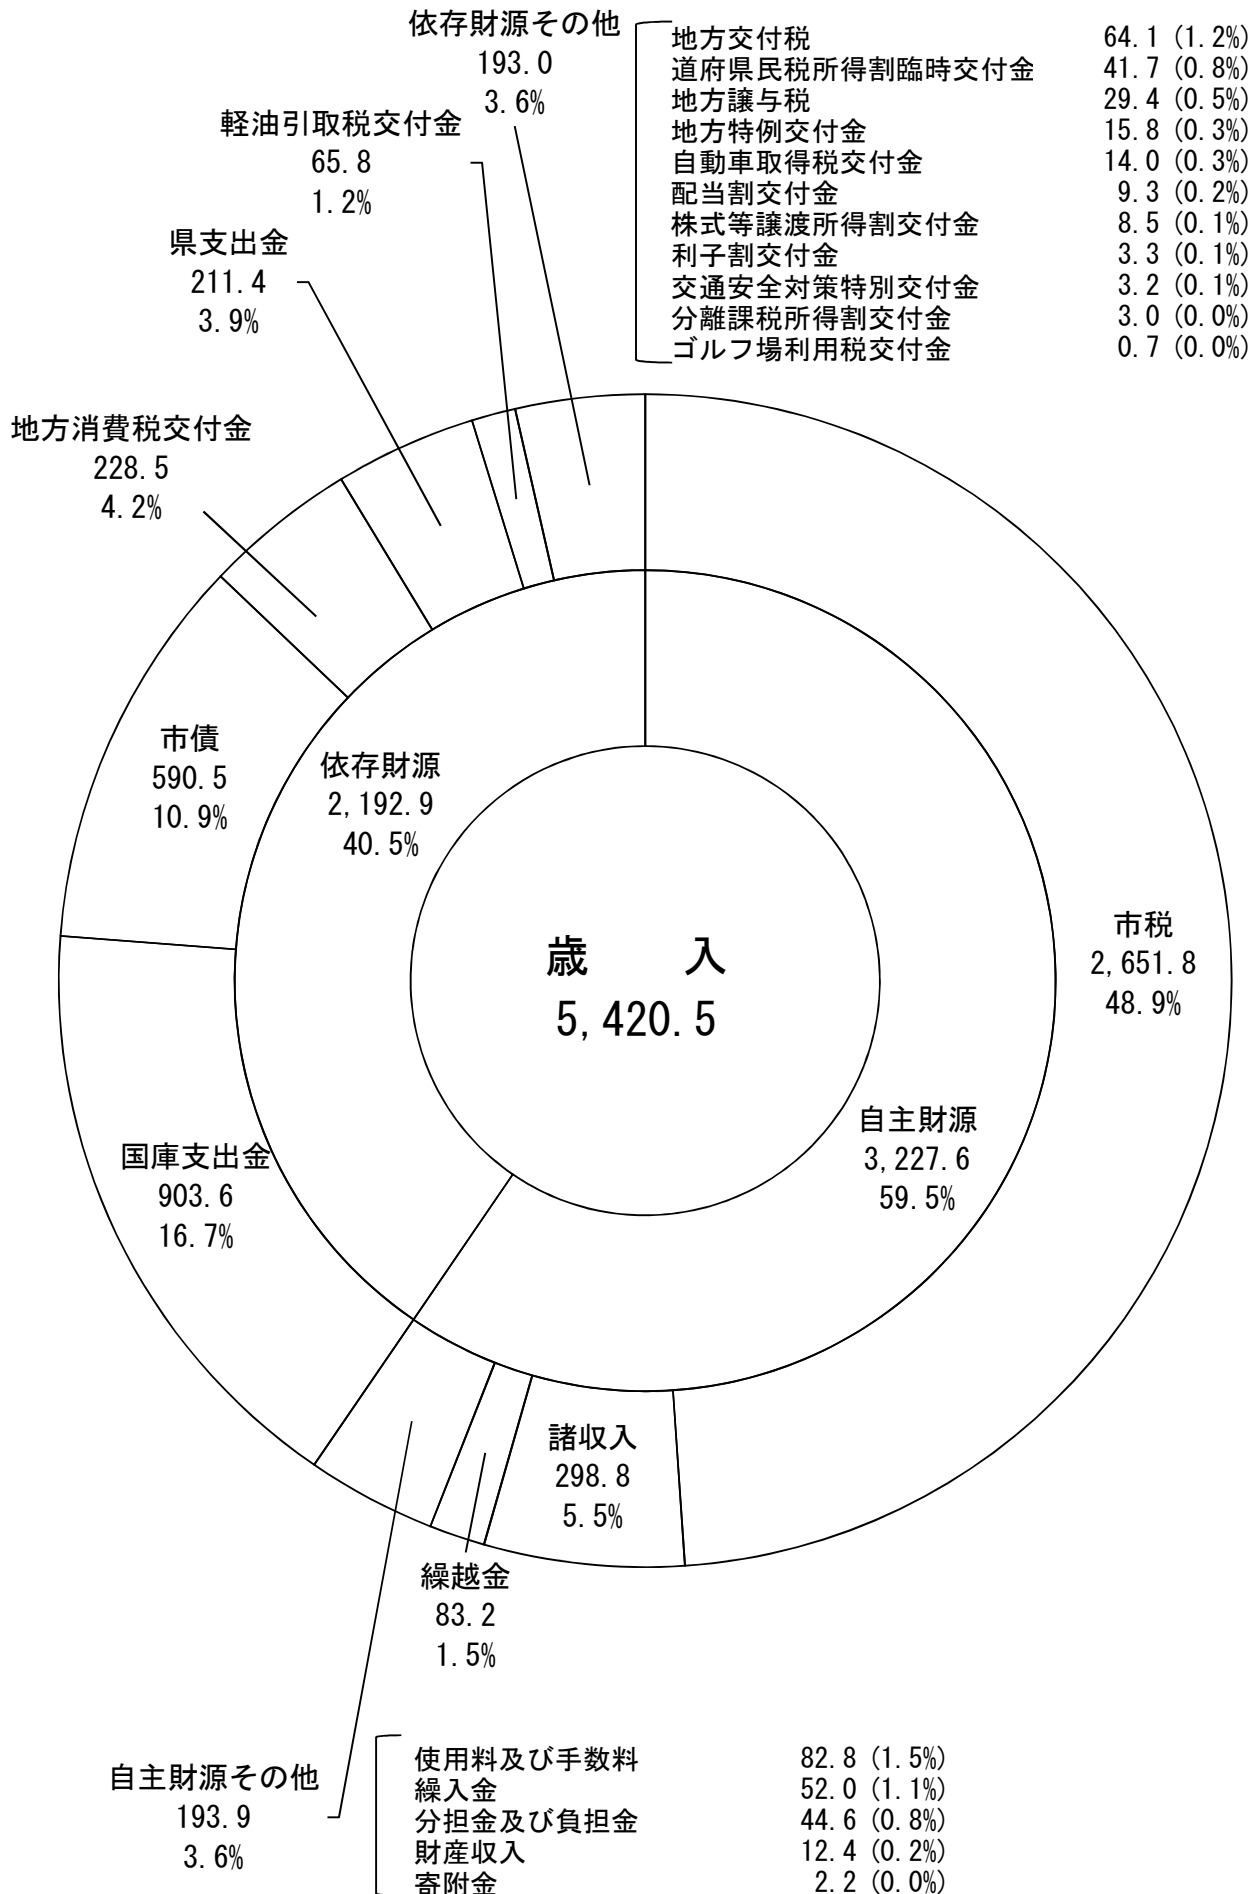 依存財源その他
193.0
3.6%
地方交付税 64.1 (1.2%)
道府県民税所得割臨時交付金 41.7 (0.8%)
地方譲与税 29.4 (0.5%)
地方特例交付金 15.8 (0.3%)
自動車取得税交付金 14.0 (0.3%)
配当割交付金 9.3 (0.2%)
株式等譲渡所得割交付金 8.5 (0.1%)
利子割交付金 3.3 (0.1%)
交通安全対策特別交付金 3.2 (0.1%)
分離課税所得割交付金 3.0 (0.0%)
ゴルフ場利用税交付金 0.7 (0.0%)
軽油引取税交付金
65.8
1.2%
県支出金
211.4
3.9%
地方消費税交付金
228.5
4.2%
市債
590.5
10.9%
依存財源
2,192.9
40.5%
歳 入
5,420.5
市税
2,651.8
48.9%
自主財源
3,227.6
59.5%
国庫支出金
903.6
16.7%
諸収入
298.8
5.5%
繰越金
83.2
1.5%
自主財源その他
193.9
3.6%
使用料及び手数料 82.8 (1.5%)
繰入金 52.0 (1.1%)
分担金及び負担金 44.6 (0.8%)
財産収入 12.4 (0.2%)
寄附金 2.2 (0.0%)